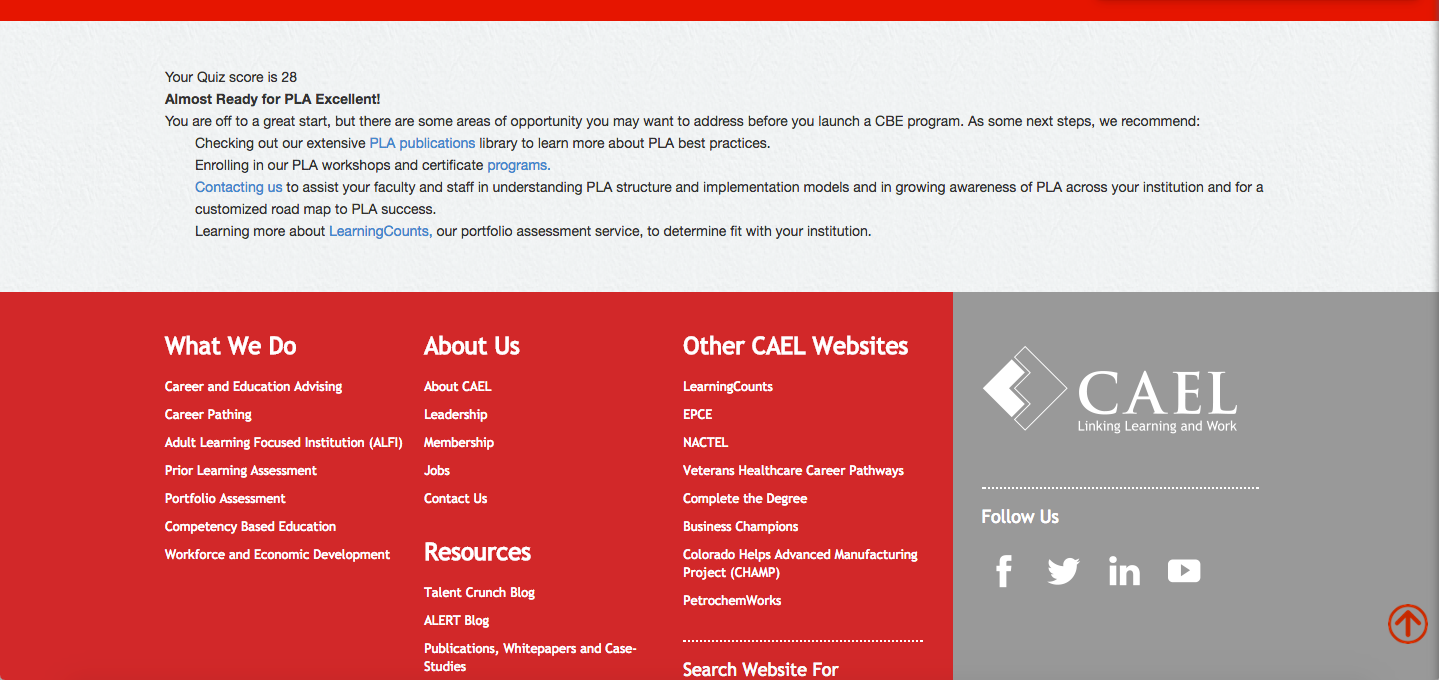 Your Quiz score is 28
Almost Ready for PLA Excellent!
You are off to a great start, but there are some areas of opportunity you may want to address before you launch a CBE program. As some next steps, we recommend:
Checking out our extensive PLA publications library to learn more about PLA best practices.
Enrolling in our PLA workshops and certificate programs.
Contacting us to assist your faculty and staff in understanding PLA structure and implementation models and in growing awareness of PLA across your institution and for a
customized road map to PLA success.
Learning more about LearningCounts, our portfolio assessment service, to determine fit with your institution.
What We Do
Career and Education Advising
Career Pathing
Adult Learning Focused Institution (ALFI)
Prior Learning Assessment
Portfolio Assessment
Competency Based Education
Workforce and Economic Development
About Us
About CAEL
Leadership
Membership
Jobs
Contact Us
Resources
Talent Crunch Blog
ALERT Blog
Publications, Whitepapers and Case-
Studies
Other CAEL Websites
LearningCounts
EPCE
NACTEL
Veterans Healthcare Career Pathways
Complete the Degree
Business Champions
Colorado Helps Advanced Manufacturing
Project (CHAMP)
PetrochemWorks
Search Website For
CAEL
Linking Learning and Work
Follow Us